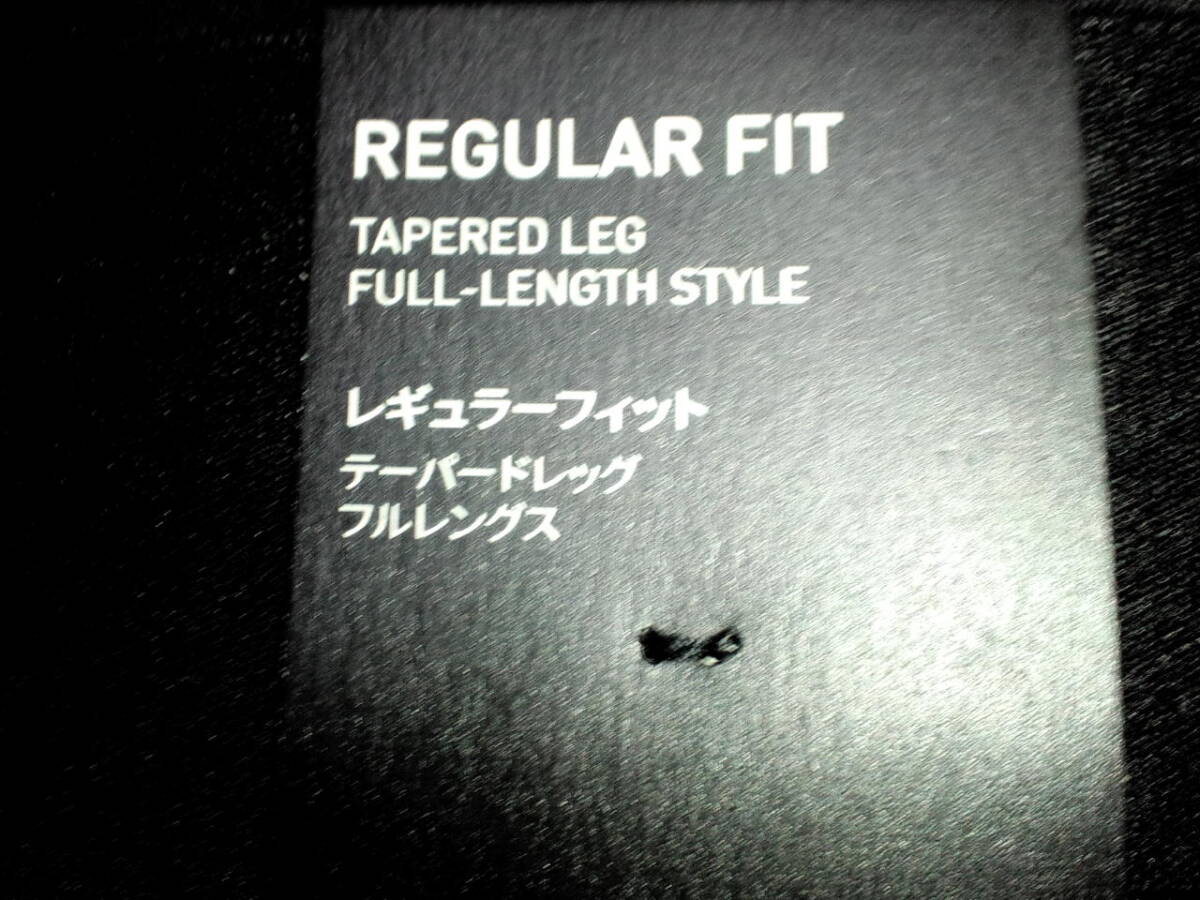 REGULAR FIT
TAPERED LEG
FULL-LENGTH STYLE
レギュラーフィット
テーパードレッグ
フルレングス